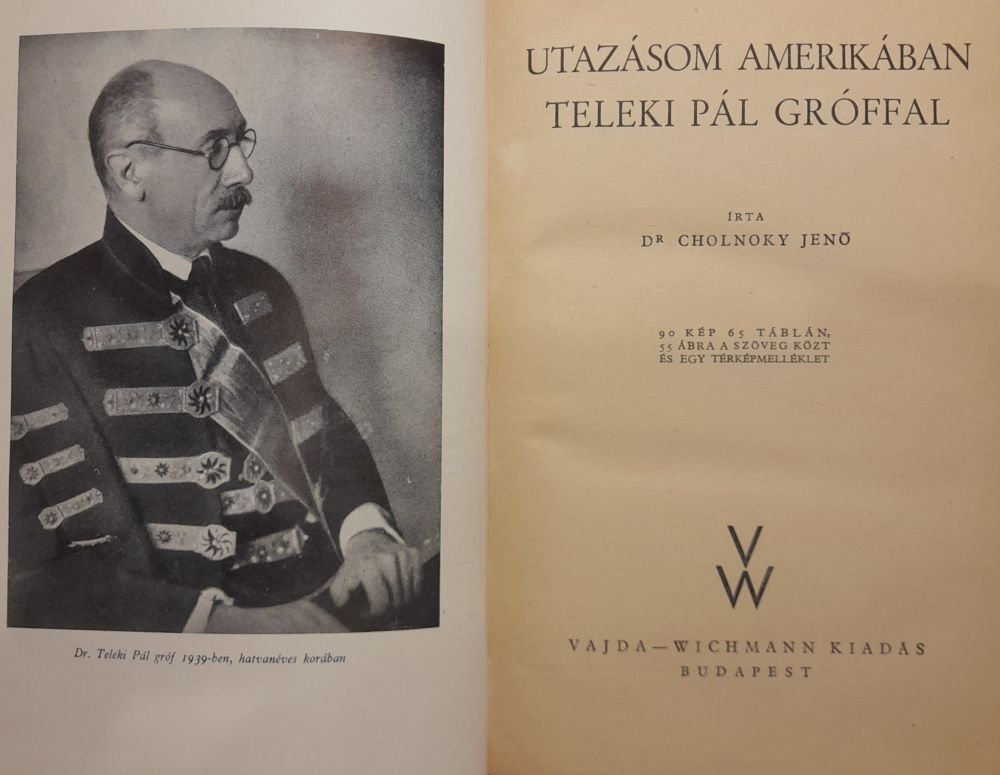 Dr. Teleki Pál gróf 1939-ben, hatvanéves korában
UTAZÁSOM AMERIKÁBAN
TELEKI PÁL GRÓFFAL
ÍRTA
DR CHOLNOKY JENŐ
90 KÉP 65 TÁBLÁN,
55 ÁBRA A SZÖVEG KÖZT
ÉS EGY TÉRKÉPMELLÉKLET
V
W
VAJDA—WICHMANN KIADÁS
BUDAPEST